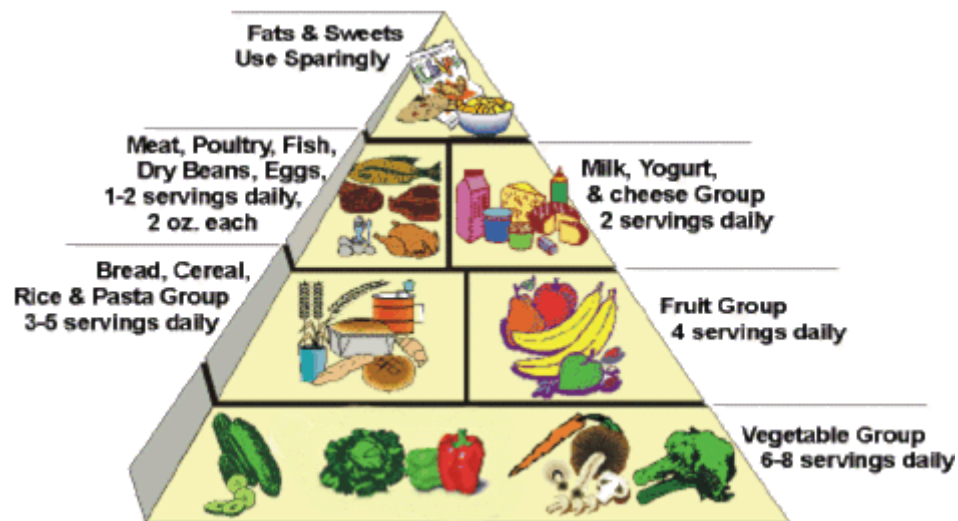 Fats & Sweets
Use Sparingly
Meat, Poultry, Fish,
Dry Beans, Eggs,
1-2 servings daily,
2 oz. each
Milk, Yogurt,
& cheese Group
2 servings daily
Bread, Cereal,
Rice & Pasta Group
3-5 servings daily
Fruit Group
4 servings daily
Vegetable Group
6-8 servings daily